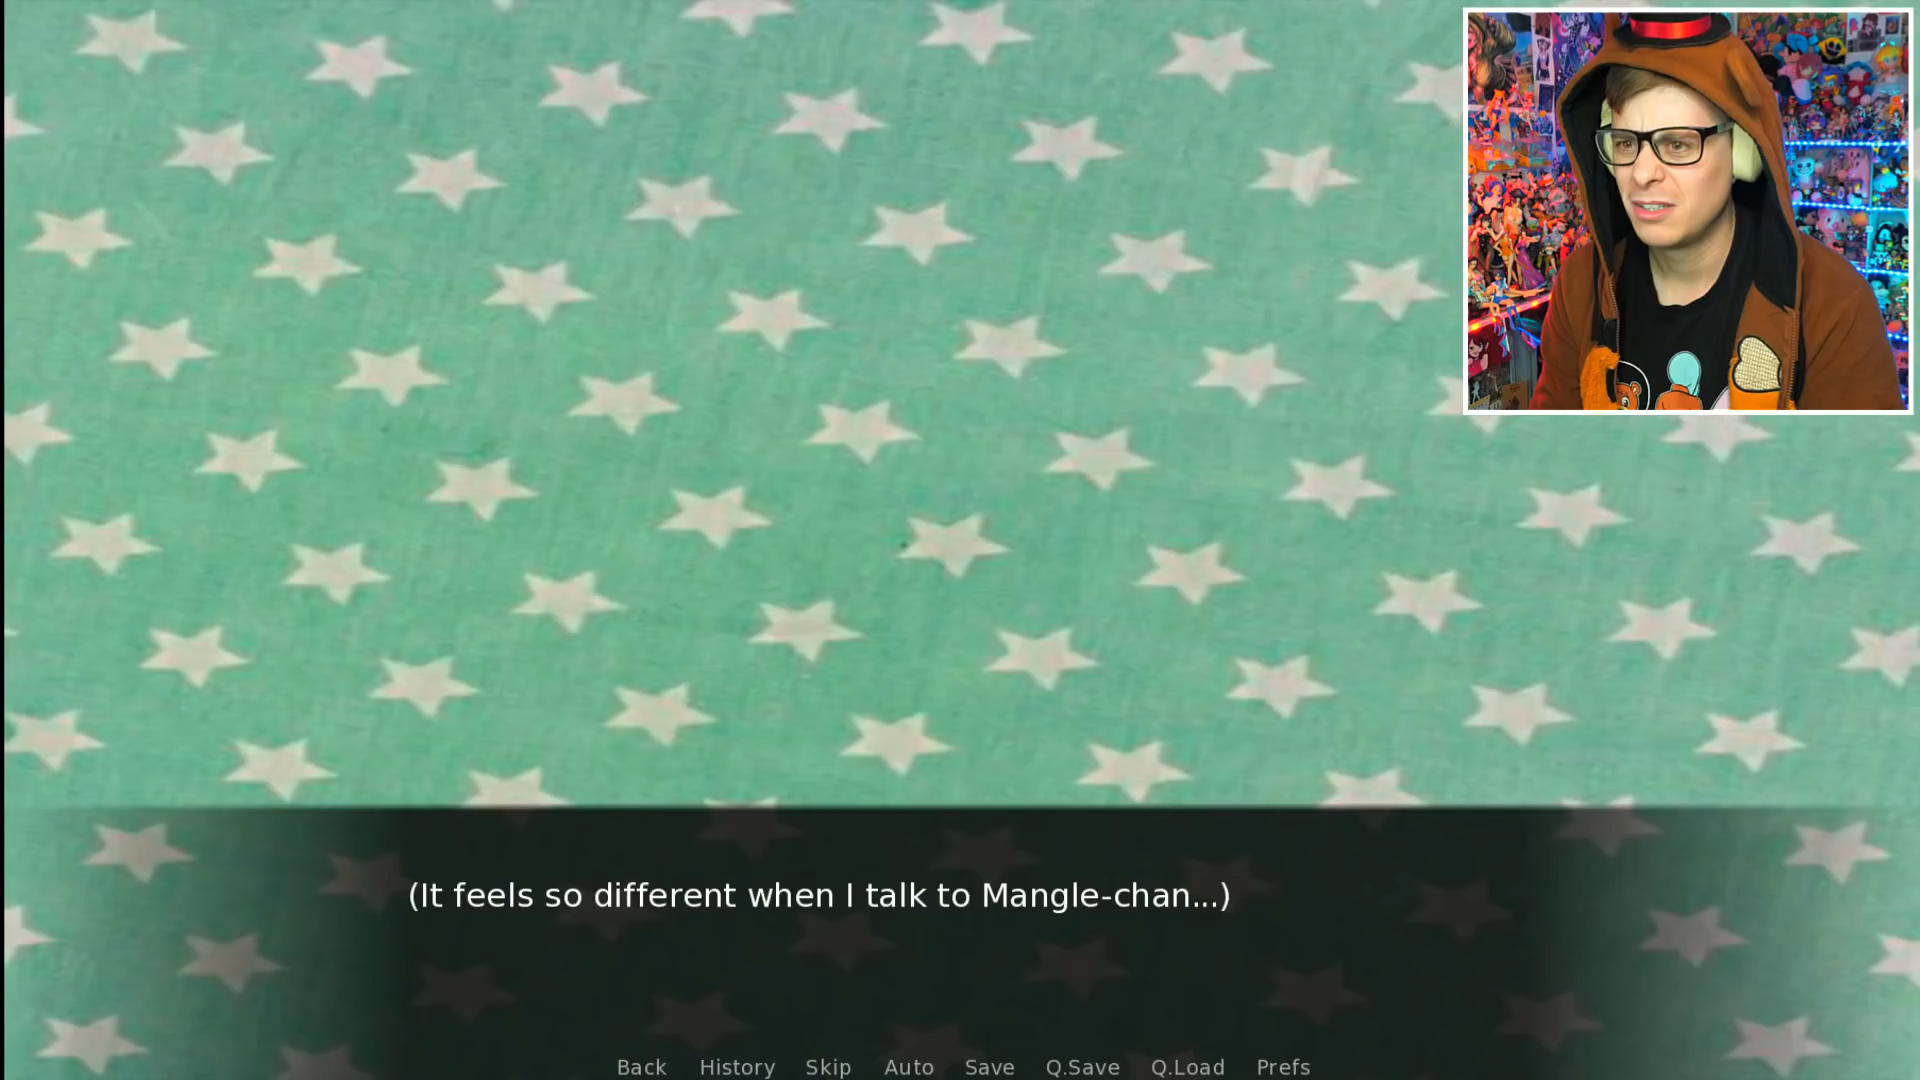 (It feels so different when I talk to Mangle-chan...)
Back History Skip Auto Save Q.Save Q.Load Prefs